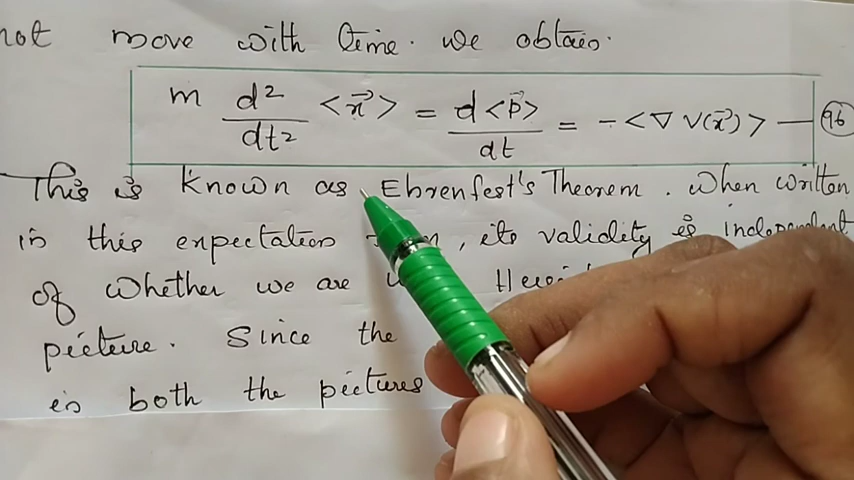 not move with time. we obtain.
m d²/dt² <x⃗> = d<p⃗>/dt = - <∇ V(x⃗)> — 96
This is known as Ehrenfest's Theorem. When written
in this expectation, its validity is independent
of whether we are
picture. Since the
in both the pictures